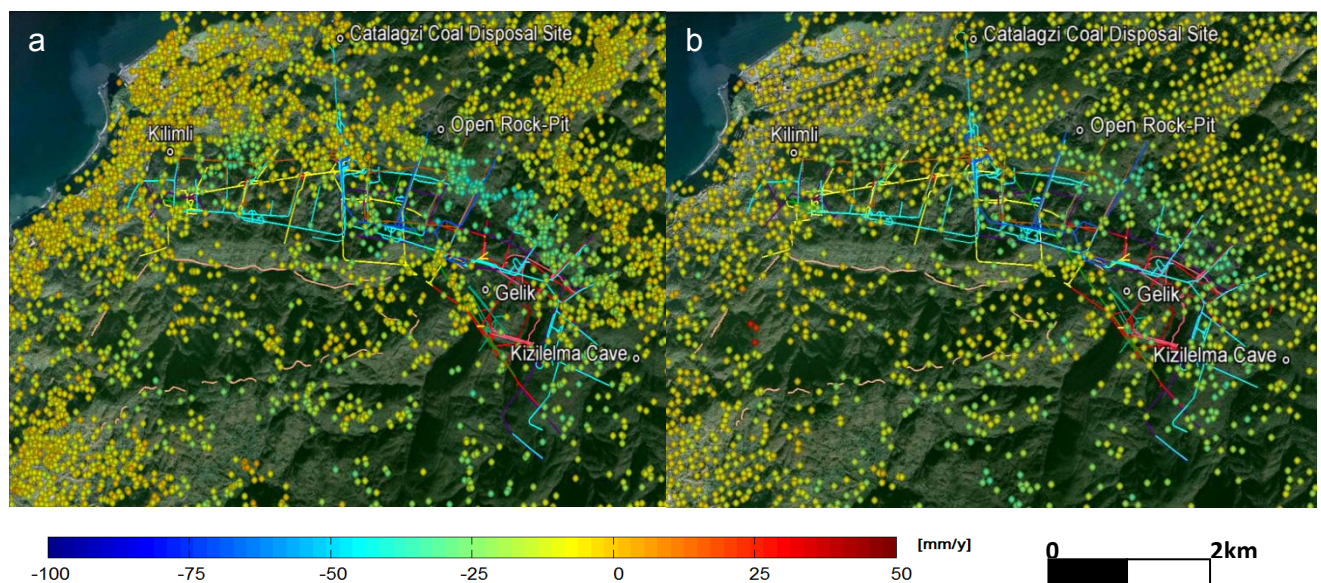 a
Catalagzi Coal Disposal Site
Kilimli
Open Rock-Pit
Gelik
Kizilelma Cave
b
Catalagzi Coal Disposal Site
Kilimli
Open Rock-Pit
Gelik
Kizilelma Cave
[mm/y]
-100 -75 -50 -25 0 25 50
0 2km